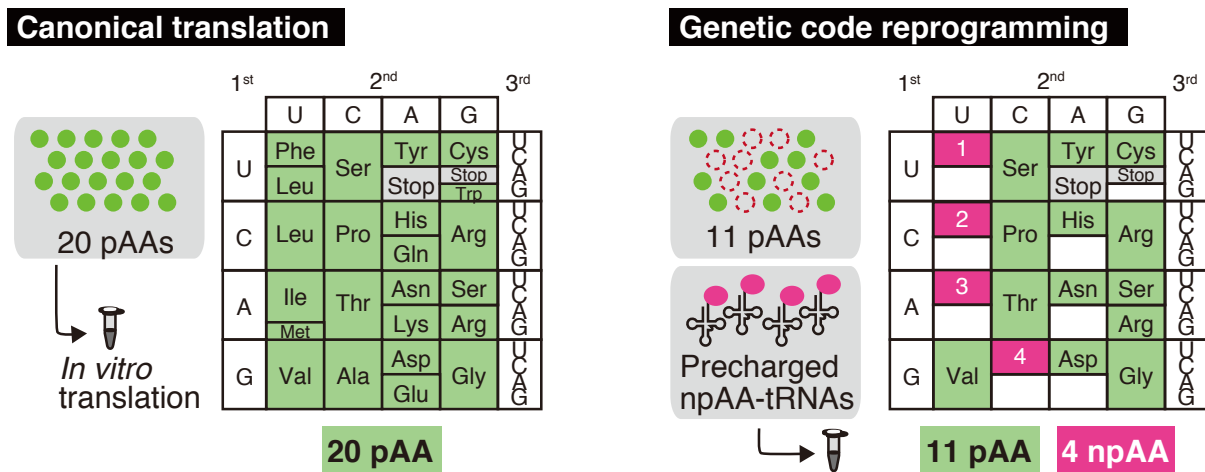 Canonical translation
1st 2nd 3rd
U C A G
U Phe Ser Tyr Cys U
Leu Stop Stop C
Trp A
G
C Leu Pro His Arg U
Gln C
A
G
A Ile Thr Asn Ser U
Met Lys Arg C
A
G
G Val Ala Asp Gly U
Glu C
A
G
20 pAAs
In vitro
translation
20 pAA
Genetic code reprogramming
1st 2nd 3rd
U C A G
U 1 Ser Tyr Cys U
Stop Stop C
A
G
C 2 Pro His Arg U
C
A
G
A 3 Thr Asn Ser U
Arg C
A
G
G Val 4 Asp Gly U
C
A
G
11 pAAs
Precharged
npAA-tRNAs
11 pAA 4 npAA